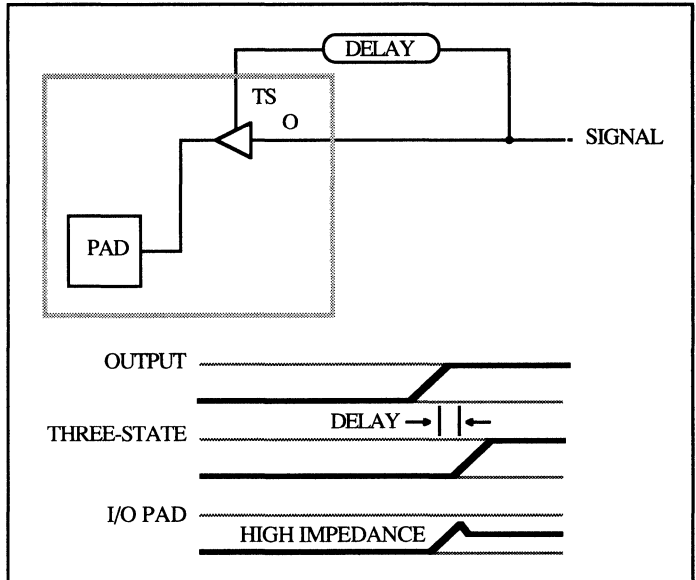 DELAY
TS
O
SIGNAL
PAD
OUTPUT
DELAY
THREE-STATE
I/O PAD
HIGH IMPEDANCE